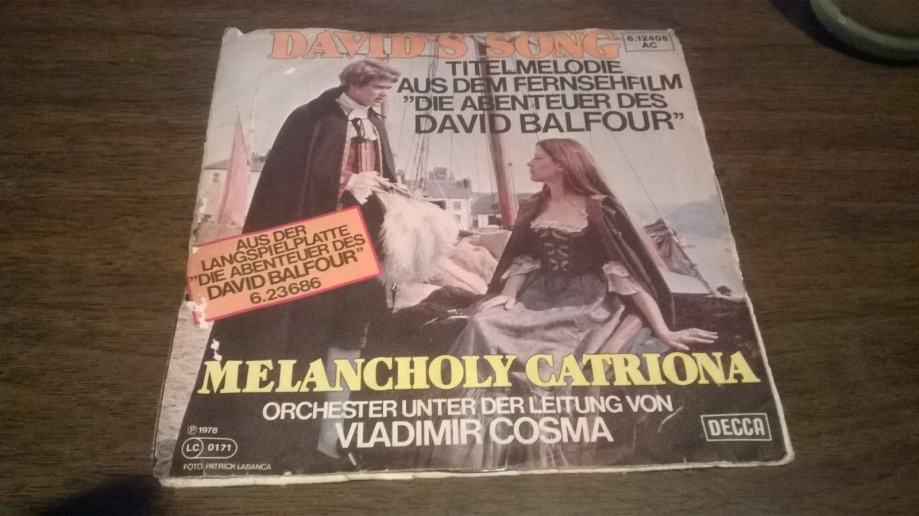 DAVID'S SONG
6.12408
AC
TITELMELODIE
AUS DEM FERNSEHFILM
"DIE ABENTEUER DES
DAVID BALFOUR"
AUS DER
LANGSPIELPLATTE
"DIE ABENTEUER DES
DAVID BALFOUR"
6.23686
MELANCHOLY CATRIONA
ORCHESTER UNTER DER LEITUNG VON
VLADIMIR COSMA
DECCA
Ⓟ 1978
LC 0171
FOTO: PATRICK LABANCA